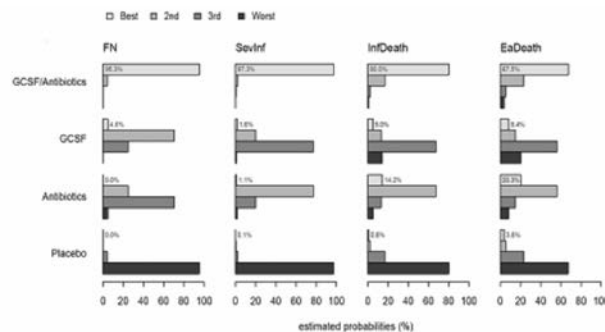 Best 2nd 3rd Worst
FN SevInf InfDeath EaDeath
GCSF/Antibiotics 95.3% 97.3% 80.0% 67.5%
GCSF 4.6% 1.6% 5.0% 8.4%
Antibiotics 0.0% 1.1% 14.2% 20.3%
Placebo 0.0% 0.1% 0.8% 3.8%
0 20 40 60 80 100 0 20 40 60 80 100 0 20 40 60 80 100 0 20 40 60 80 100
estimated probabilities (%)